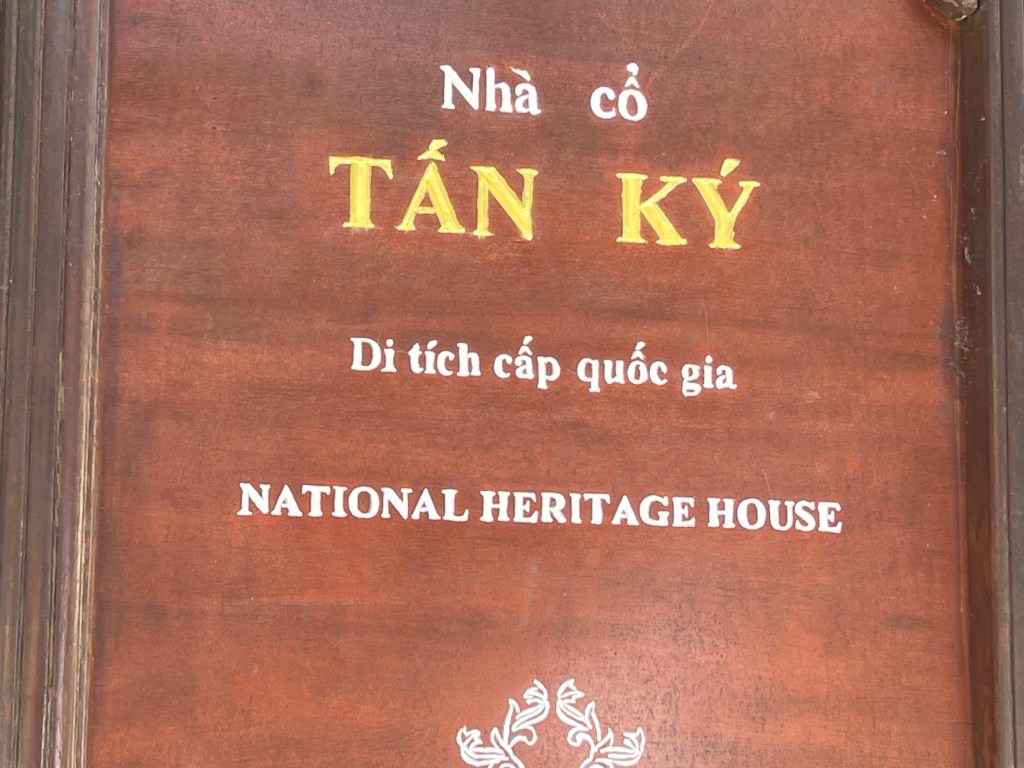 Nhà cổ
TẤN KÝ
Di tích cấp quốc gia
NATIONAL HERITAGE HOUSE